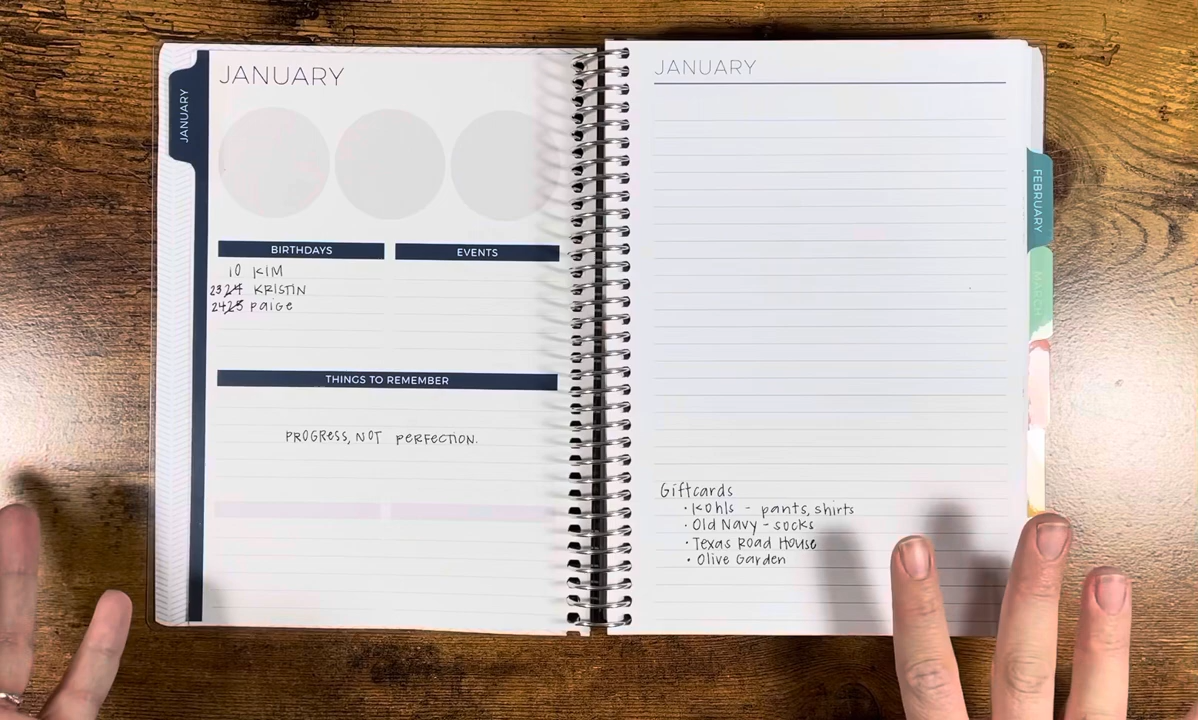 JANUARY
JANUARY
BIRTHDAYS
EVENTS
10 KIM
23 24 KRISTIN
24 25 PAIGE
THINGS TO REMEMBER
PROGRESS, NOT PERFECTION.
JANUARY
Giftcards
• Kohls - pants, shirts
• Old Navy - socks
• Texas Road House
• Olive Garden
FEBRUARY
MARCH